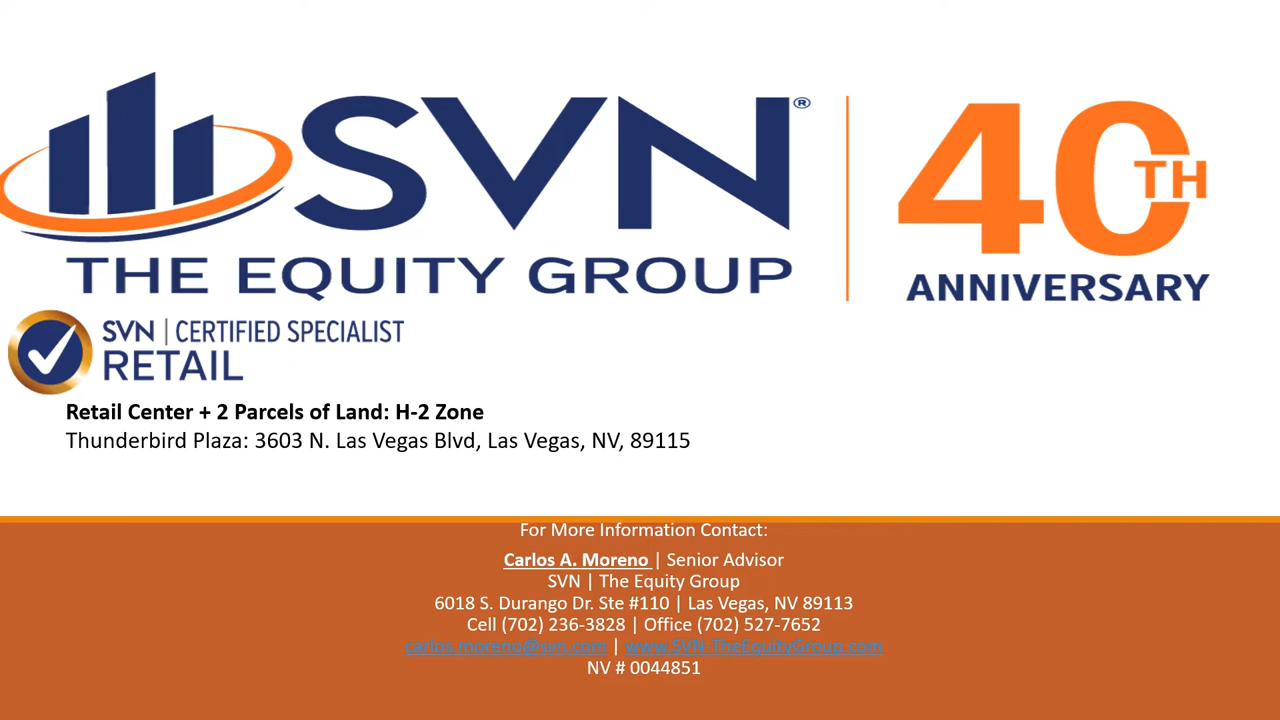 SVN® | 40TH
THE EQUITY GROUP ANNIVERSARY
SVN | CERTIFIED SPECIALIST
RETAIL
Retail Center + 2 Parcels of Land: H-2 Zone
Thunderbird Plaza: 3603 N. Las Vegas Blvd, Las Vegas, NV, 89115
For More Information Contact:
Carlos A. Moreno | Senior Advisor
SVN | The Equity Group
6018 S. Durango Dr. Ste #110 | Las Vegas, NV 89113
Cell (702) 236-3828 | Office (702) 527-7652
carlos.moreno@svn.com | www.SVN-TheEquityGroup.com
NV # 0044851